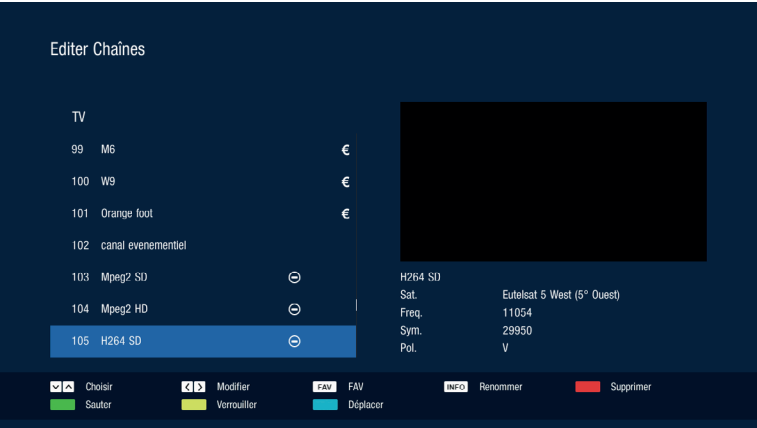 Editer Chaînes
TV
99 M6 €
100 W9 €
101 Orange foot €
102 canal evenementiel
103 Mpeg2 SD
104 Mpeg2 HD
105 H264 SD
H264 SD
Sat. Eutelsat 5 West (5° Ouest)
Freq. 11054
Sym. 29950
Pol. V
Choisir Modifier FAV FAV INFO Renommer Supprimer
Sauter Verrouiller Déplacer